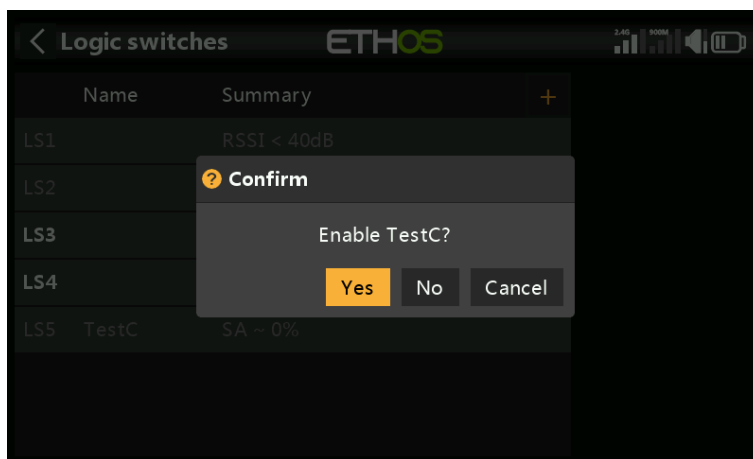 Logic switches ETHOS 2.4G 900M
Name Summary +
LS1 RSSI < 40dB
LS2
Confirm
LS3
Enable TestC?
LS4
Yes No Cancel
LS5 TestC SA ~ 0%